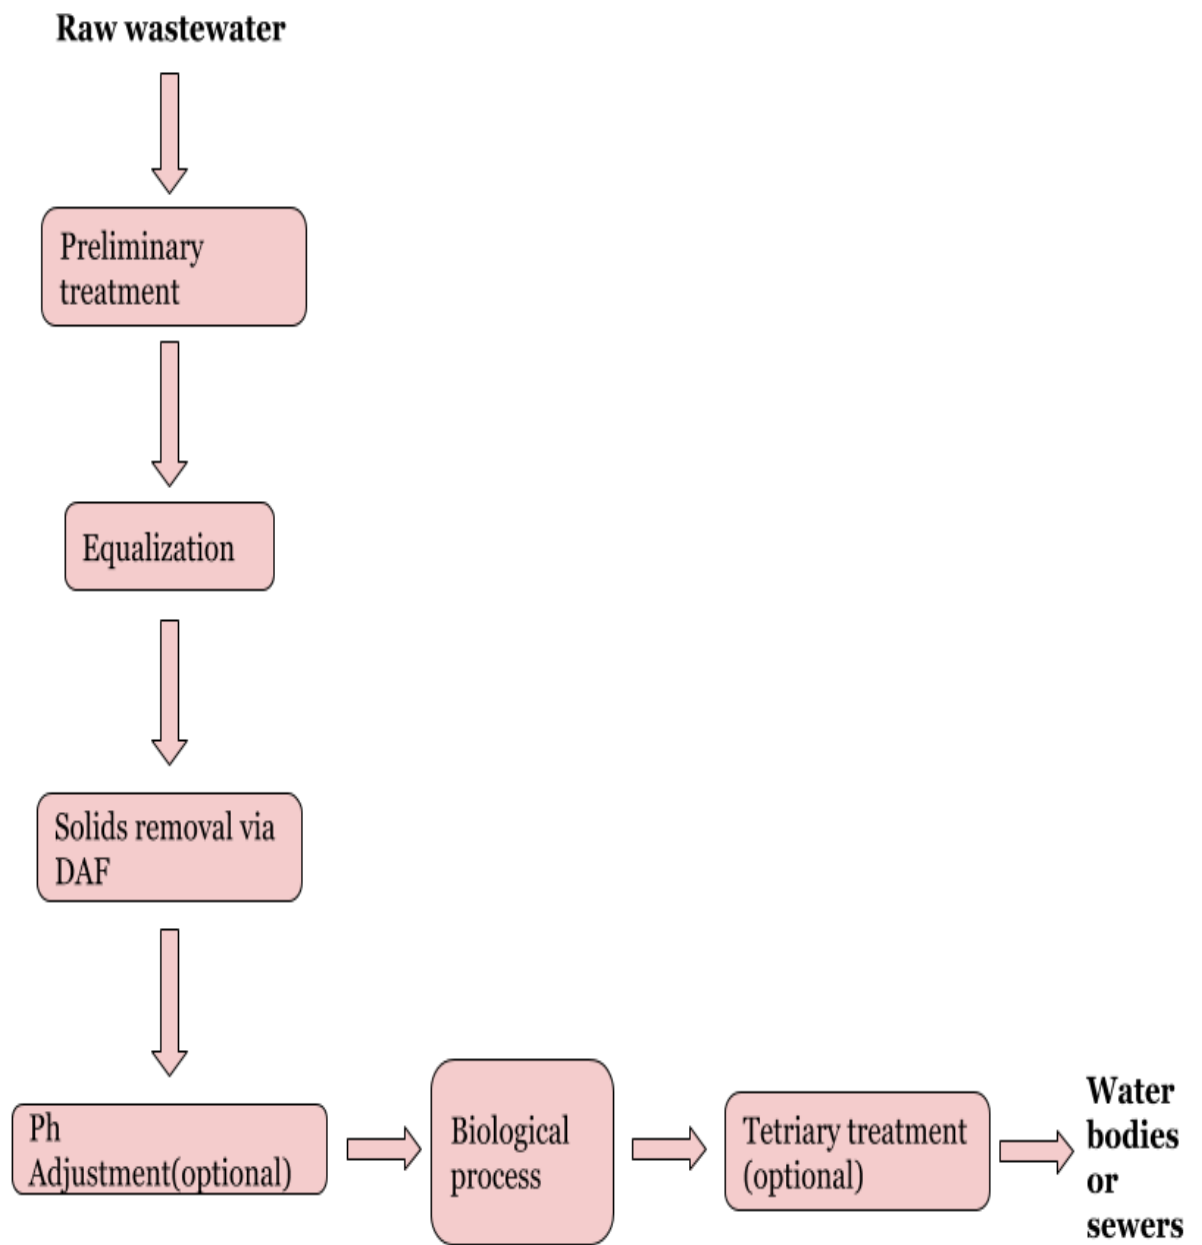 Raw wastewater
Preliminary
treatment
Equalization
Solids removal via
DAF
Ph
Adjustment(optional)
Biological
process
Tetriary treatment
(optional)
Water
bodies
or
sewers